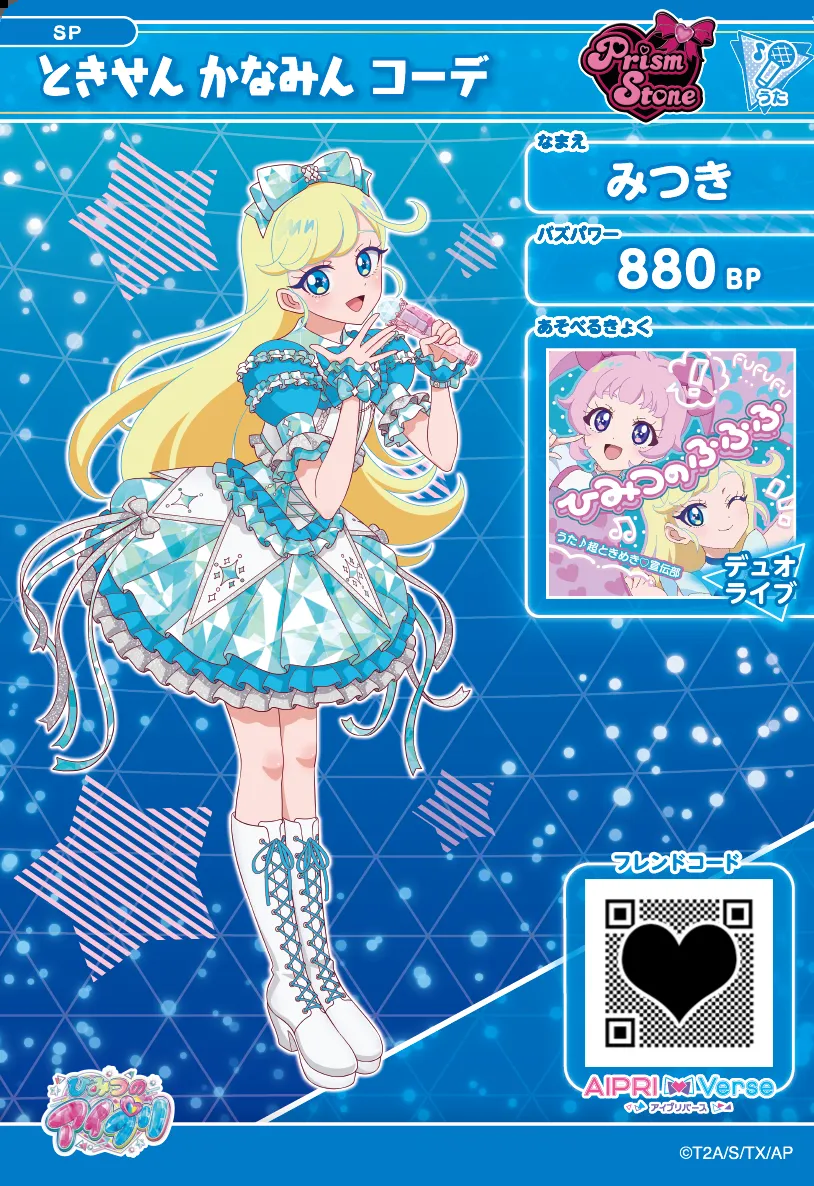 SP
ときせん かなみん コーデ
Prism
Stone
うた
なまえ
みつき
バズパワー
880 BP
あそべるきょく
! FUFUFU
ひみつのふふふ
うた♪超ときめき♡宣伝部
デュオ
ライブ
フレンドコード
AIPRI Verse
アイプリバース
ひみつの
アイプリ
©T2A/S/TX/AP